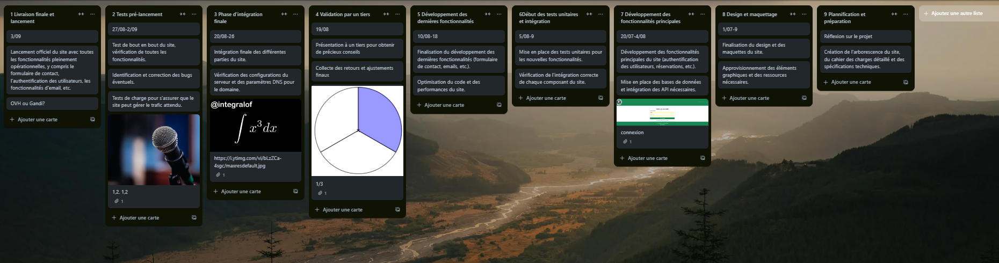 1 Livraison finale et
lancement
3/09
Lancement officiel du site avec toutes
les fonctionnalités pleinement
opérationnelles, y compris le
formulaire de contact,
l'authentification des utilisateurs, les
fonctionnalités d'email, etc.
OVH ou Gandi?
+ Ajouter une carte
2 Tests pré-lancement
27/08-2/09
Test de bout en bout du site,
vérification de toutes les
fonctionnalités.
Identification et correction des bugs
éventuels.
Tests de charge pour s'assurer que le
site peut gérer le trafic attendu.
1,2. 1,2
1
+ Ajouter une carte
3 Phase d'intégration
finale
20/08-26
Intégration finale des différentes
parties du site.
Vérification des configurations du
serveur et des paramètres DNS pour
le domaine.
@integralof
∫ x³ dx
https://i.ytimg.com/vi/bLzZCa-
4sgc/maxresdefault.jpg
1
+ Ajouter une carte
4 Validation par un tiers
19/08
Présentation à un tiers pour obtenir
de précieux conseils
Collecte des retours et ajustements
finaux
1/3
1
+ Ajouter une carte
5 Développement des
dernières fonctionnalités
10/08-18
Finalisation du développement des
dernières fonctionnalités (formulaire
de contact, emails, etc.).
Optimisation du code et des
performances du site.
+ Ajouter une carte
6Début des tests unitaires
et intégration
5/08-9
Mise en place des tests unitaires pour
les nouvelles fonctionnalités.
Vérification de l'intégration correcte
de chaque composant du site.
+ Ajouter une carte
7 Développement des
fonctionnalités principales
20/07-4/08
Développement des fonctionnalités
principales du site (authentification
des utilisateurs, réservations, etc.).
Mise en place des bases de données
et intégration des API nécessaires.
connexion
1
+ Ajouter une carte
8 Design et maquettage
1/07-9
Finalisation du design et des
maquettes du site.
Approvisionnement des éléments
graphiques et des ressources
nécessaires.
+ Ajouter une carte
9 Plannification et
préparation
Réflexion sur le projet
Création de l'arborescence du site,
du cahier des charges détaillé et des
spécifications techniques.
+ Ajouter une carte
+ Ajoutez une autre liste